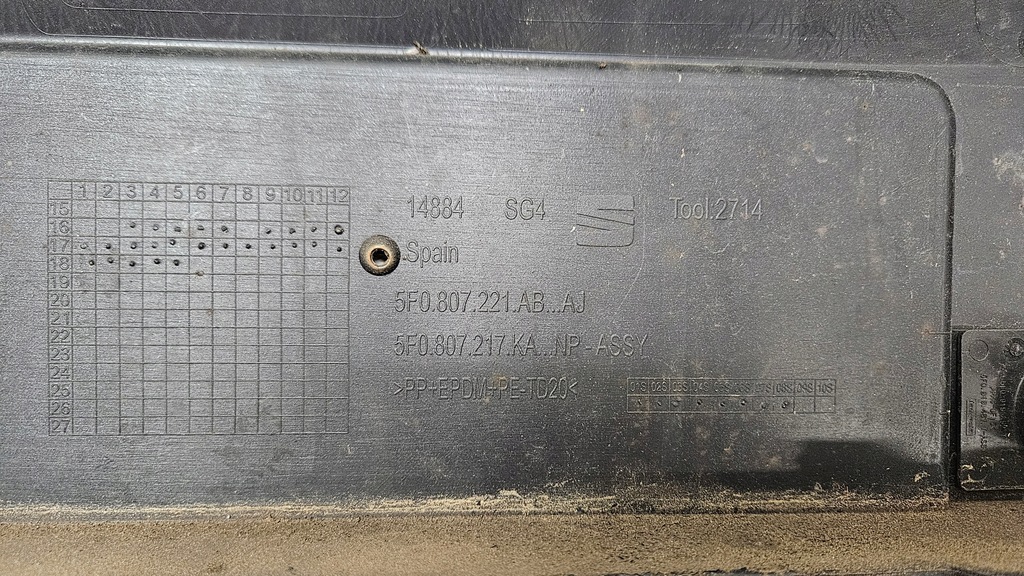 1 2 3 4 5 6 7 8 9 10 11 12
15
16
17
18
19
20
21
22
23
24
25
26
27
14884 SG4 Tool.2714
Spain
5F0.807.221.AB...AJ
5F0.807.217.KA...NP-ASSY
>PP+EPDM+PE-TD20<